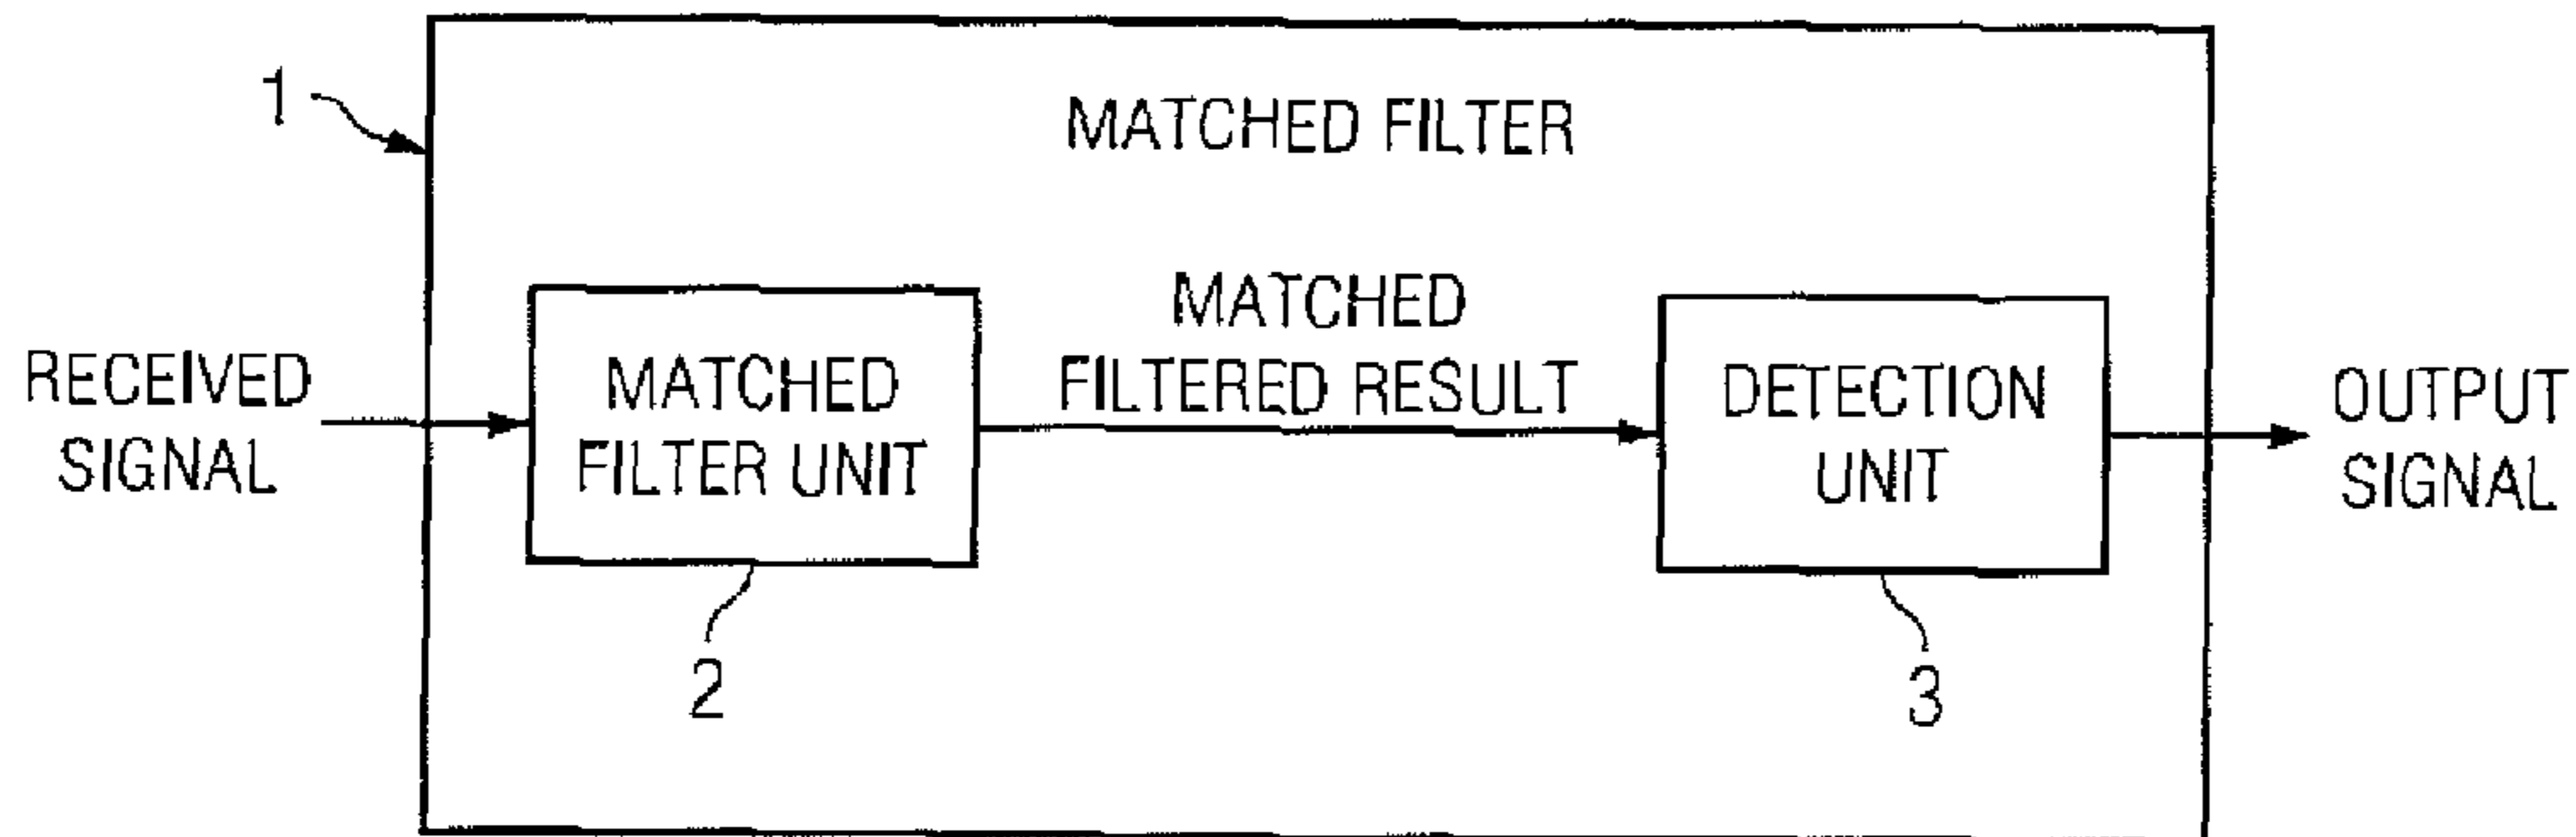 1
MATCHED FILTER
RECEIVED
SIGNAL
MATCHED
FILTER UNIT
2
MATCHED
FILTERED RESULT
DETECTION
UNIT
3
OUTPUT
SIGNAL